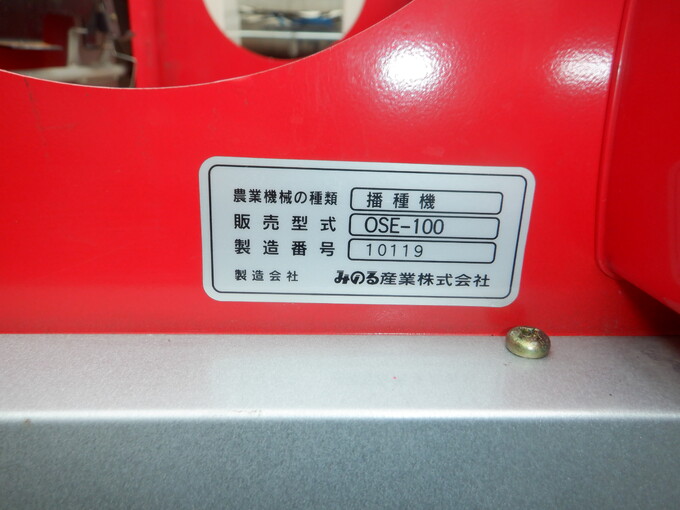 農業機械の種類 播種機
販売型式 OSE-100
製造番号 10119
製造会社 みのる産業株式会社